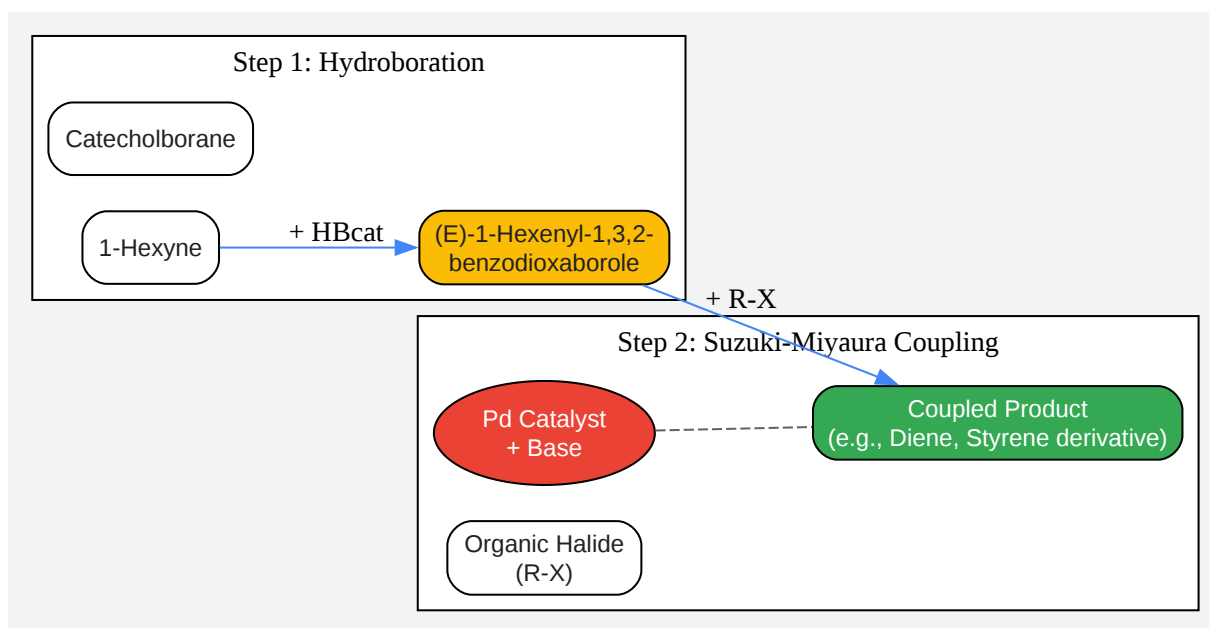 Step 1: Hydroboration
Catecholborane
1-Hexyne
+ HBcat
(E)-1-Hexenyl-1,3,2-
benzodioxaborole
+ R-X
Step 2: Suzuki-Miyaura Coupling
Pd Catalyst
+ Base
Coupled Product
(e.g., Diene, Styrene derivative)
Organic Halide
(R-X)